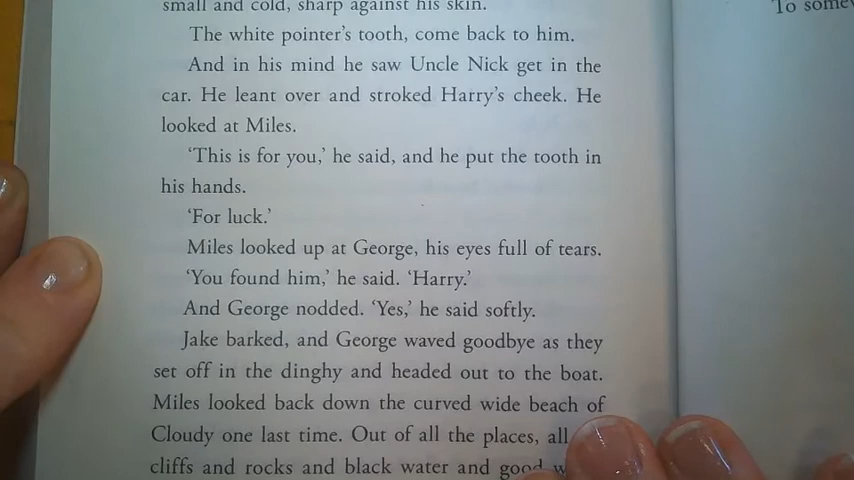 small and cold, sharp against his skin.
The white pointer's tooth, come back to him.
And in his mind he saw Uncle Nick get in the
car. He leant over and stroked Harry's cheek. He
looked at Miles.
'This is for you,' he said, and he put the tooth in
his hands.
'For luck.'
Miles looked up at George, his eyes full of tears.
'You found him,' he said. 'Harry.'
And George nodded. 'Yes,' he said softly.
Jake barked, and George waved goodbye as they
set off in the dinghy and headed out to the boat.
Miles looked back down the curved wide beach of
Cloudy one last time. Out of all the places, all
cliffs and rocks and black water and good
To